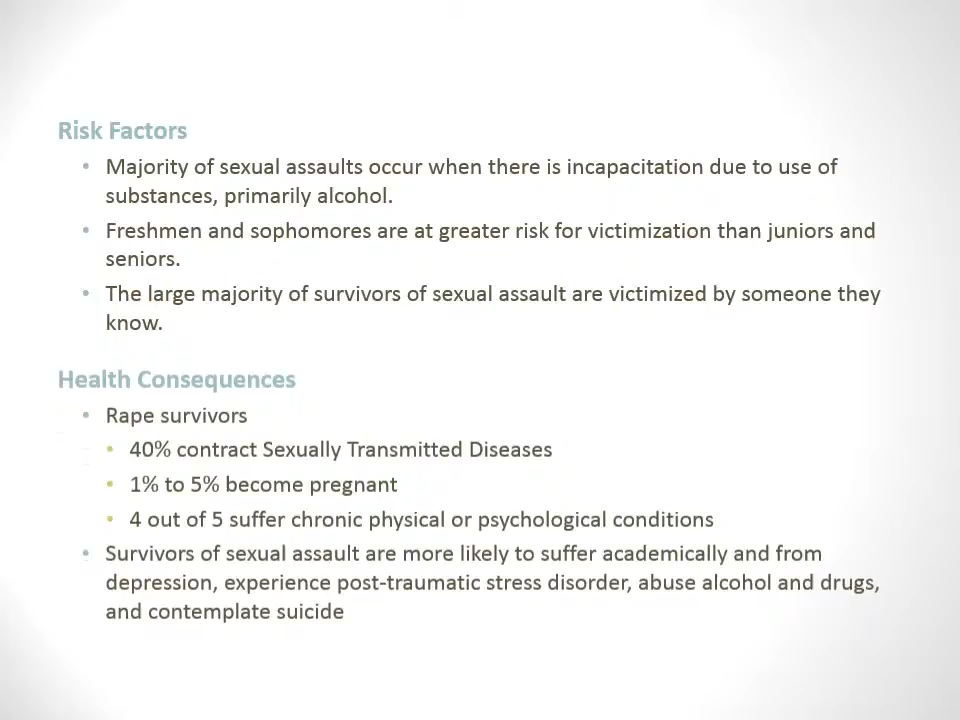 Risk Factors
• Majority of sexual assaults occur when there is incapacitation due to use of
substances, primarily alcohol.
• Freshmen and sophomores are at greater risk for victimization than juniors and
seniors.
• The large majority of survivors of sexual assault are victimized by someone they
know.
Health Consequences
• Rape survivors
• 40% contract Sexually Transmitted Diseases
• 1% to 5% become pregnant
• 4 out of 5 suffer chronic physical or psychological conditions
• Survivors of sexual assault are more likely to suffer academically and from
depression, experience post-traumatic stress disorder, abuse alcohol and drugs,
and contemplate suicide